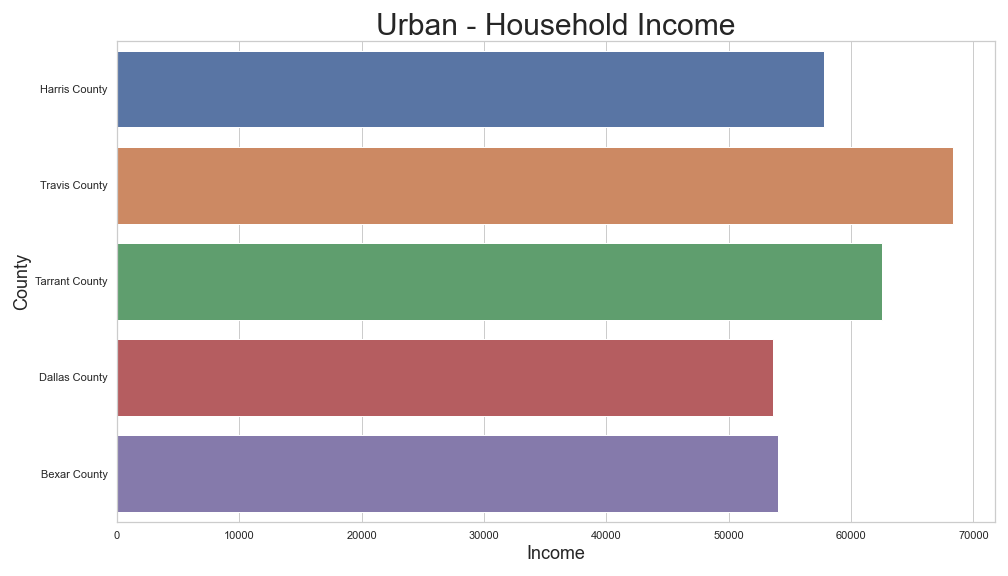 Urban - Household Income
County
Harris County
Travis County
Tarrant County
Dallas County
Bexar County
0 10000 20000 30000 40000 50000 60000 70000
Income